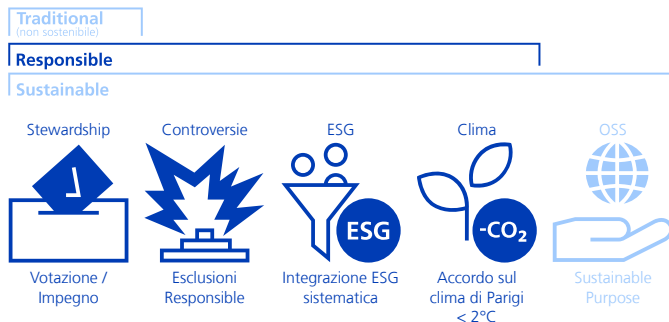 Traditional
(non sostenibile)
Responsible
Sustainable
Stewardship
Controversie
ESG
Clima
OSS
ESG
-CO₂
Votazione /
Impegno
Esclusioni
Responsible
Integrazione ESG
sistematica
Accordo sul
clima di Parigi
< 2°C
Sustainable
Purpose